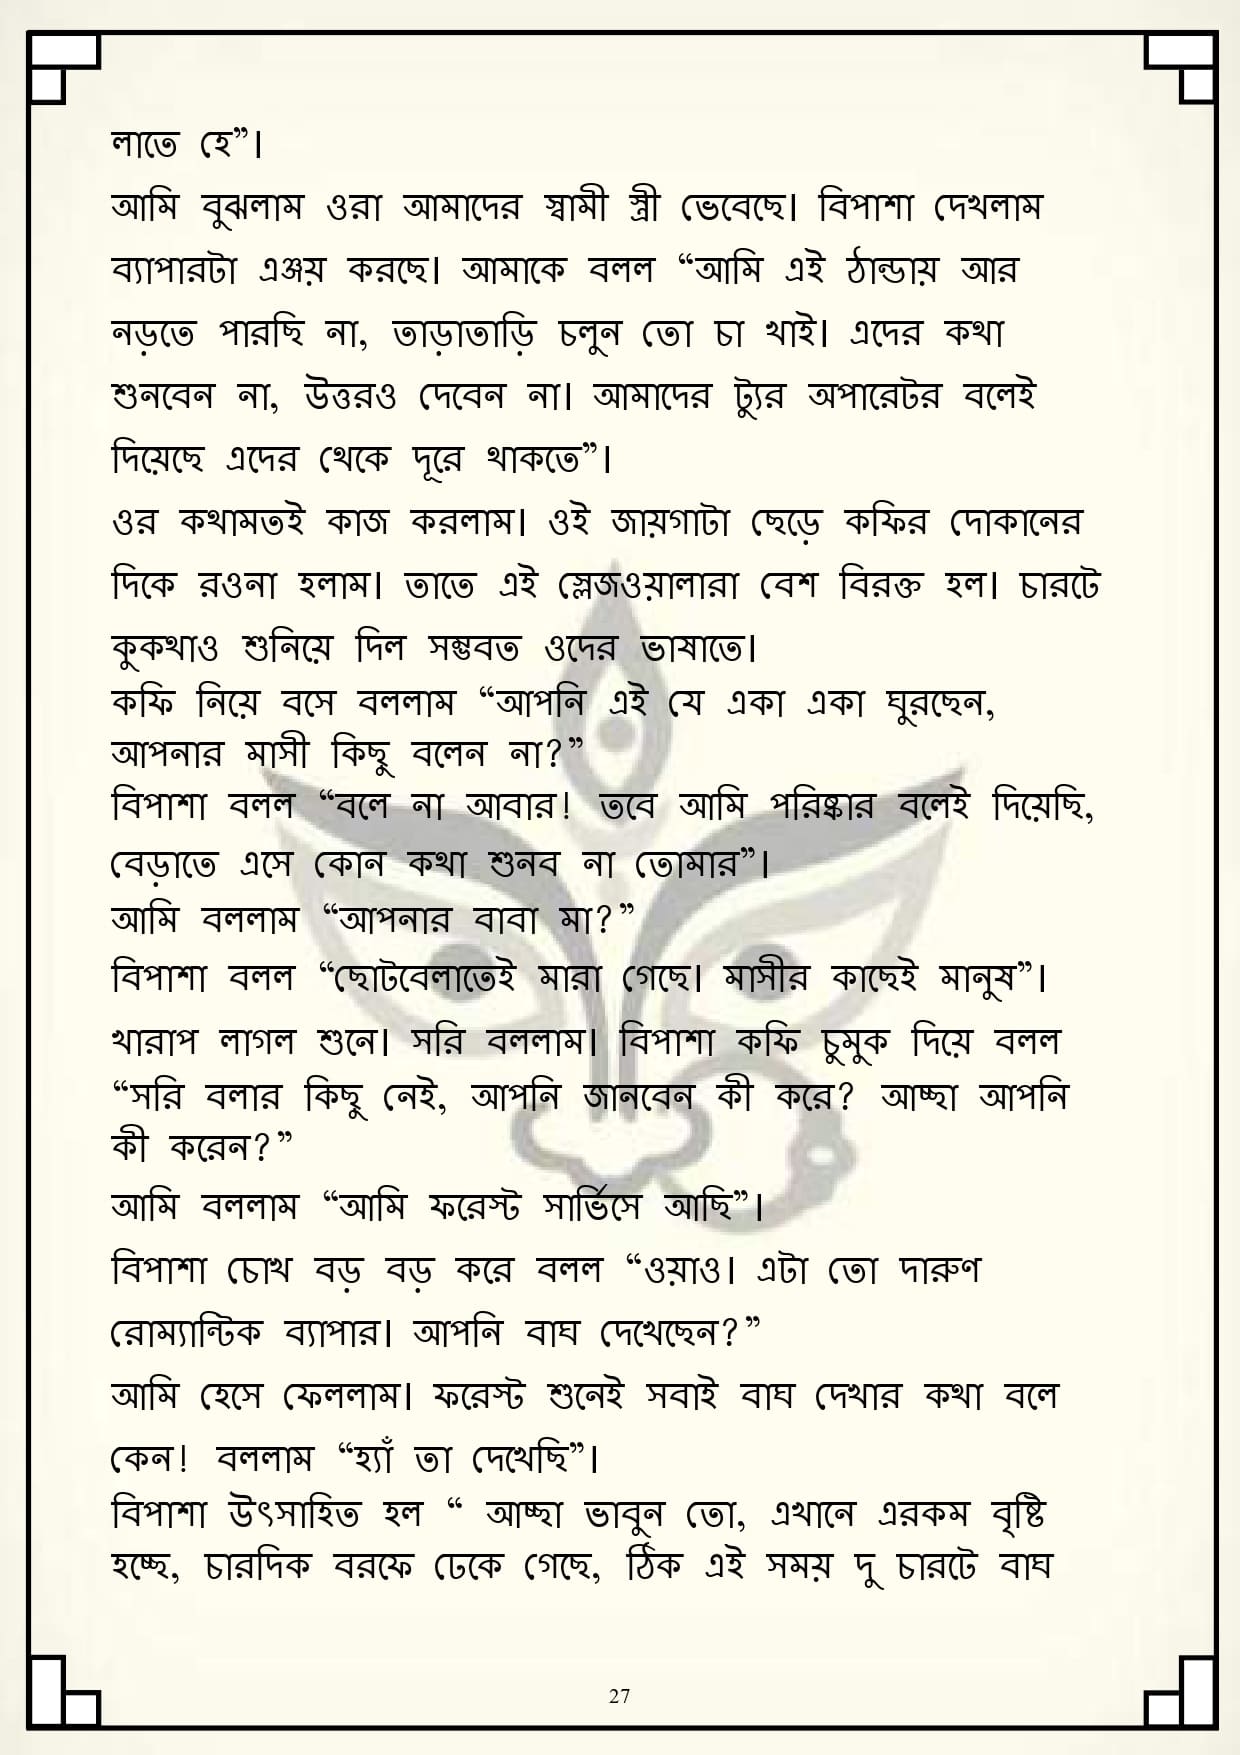 লাতে হে”।
আমি বুঝলাম ওরা আমাদের স্বামী স্ত্রী ভেবেছে। বিপাশা দেখলাম
ব্যাপারটা এঞ্জয় করছে। আমাকে বলল “আমি এই ঠান্ডায় আর
নড়তে পারছি না, তাড়াতাড়ি চলুন তো চা খাই। এদের কথা
শুনবেন না, উত্তরও দেবেন না। আমাদের ট্যুর অপারেটর বলেই
দিয়েছে এদের থেকে দূরে থাকতে”।
ওর কথামতই কাজ করলাম। ওই জায়গাটা ছেড়ে কফির দোকানের
দিকে রওনা হলাম। তাতে এই স্লেজওয়ালারা বেশ বিরক্ত হল। চারটে
কুকথাও শুনিয়ে দিল সম্ভবত ওদের ভাষাতে।
কফি নিয়ে বসে বললাম “আপনি এই যে একা একা ঘুরছেন,
আপনার মাসী কিছু বলেন না?”
বিপাশা বলল “বলে না আবার! তবে আমি পরিষ্কার বলেই দিয়েছি,
বেড়াতে এসে কোন কথা শুনব না তোমার”।
আমি বললাম “আপনার বাবা মা?”
বিপাশা বলল “ছোটবেলাতেই মারা গেছে। মাসীর কাছেই মানুষ”।
খারাপ লাগল শুনে। সরি বললাম। বিপাশা কফি চুমুক দিয়ে বলল
“সরি বলার কিছু নেই, আপনি জানবেন কী করে? আচ্ছা আপনি
কী করেন?”
আমি বললাম “আমি ফরেস্ট সার্ভিসে আছি”।
বিপাশা চোখ বড় বড় করে বলল “ওয়াও। এটা তো দারুণ
রোম্যান্টিক ব্যাপার। আপনি বাঘ দেখেছেন?”
আমি হেসে ফেললাম। ফরেস্ট শুনেই সবাই বাঘ দেখার কথা বলে
কেন! বললাম “হ্যাঁ তা দেখেছি”।
বিপাশা উৎসাহিত হল “ আচ্ছা ভাবুন তো, এখানে এরকম বৃষ্টি
হচ্ছে, চারদিক বরফে ঢেকে গেছে, ঠিক এই সময় দু চারটে বাঘ
27